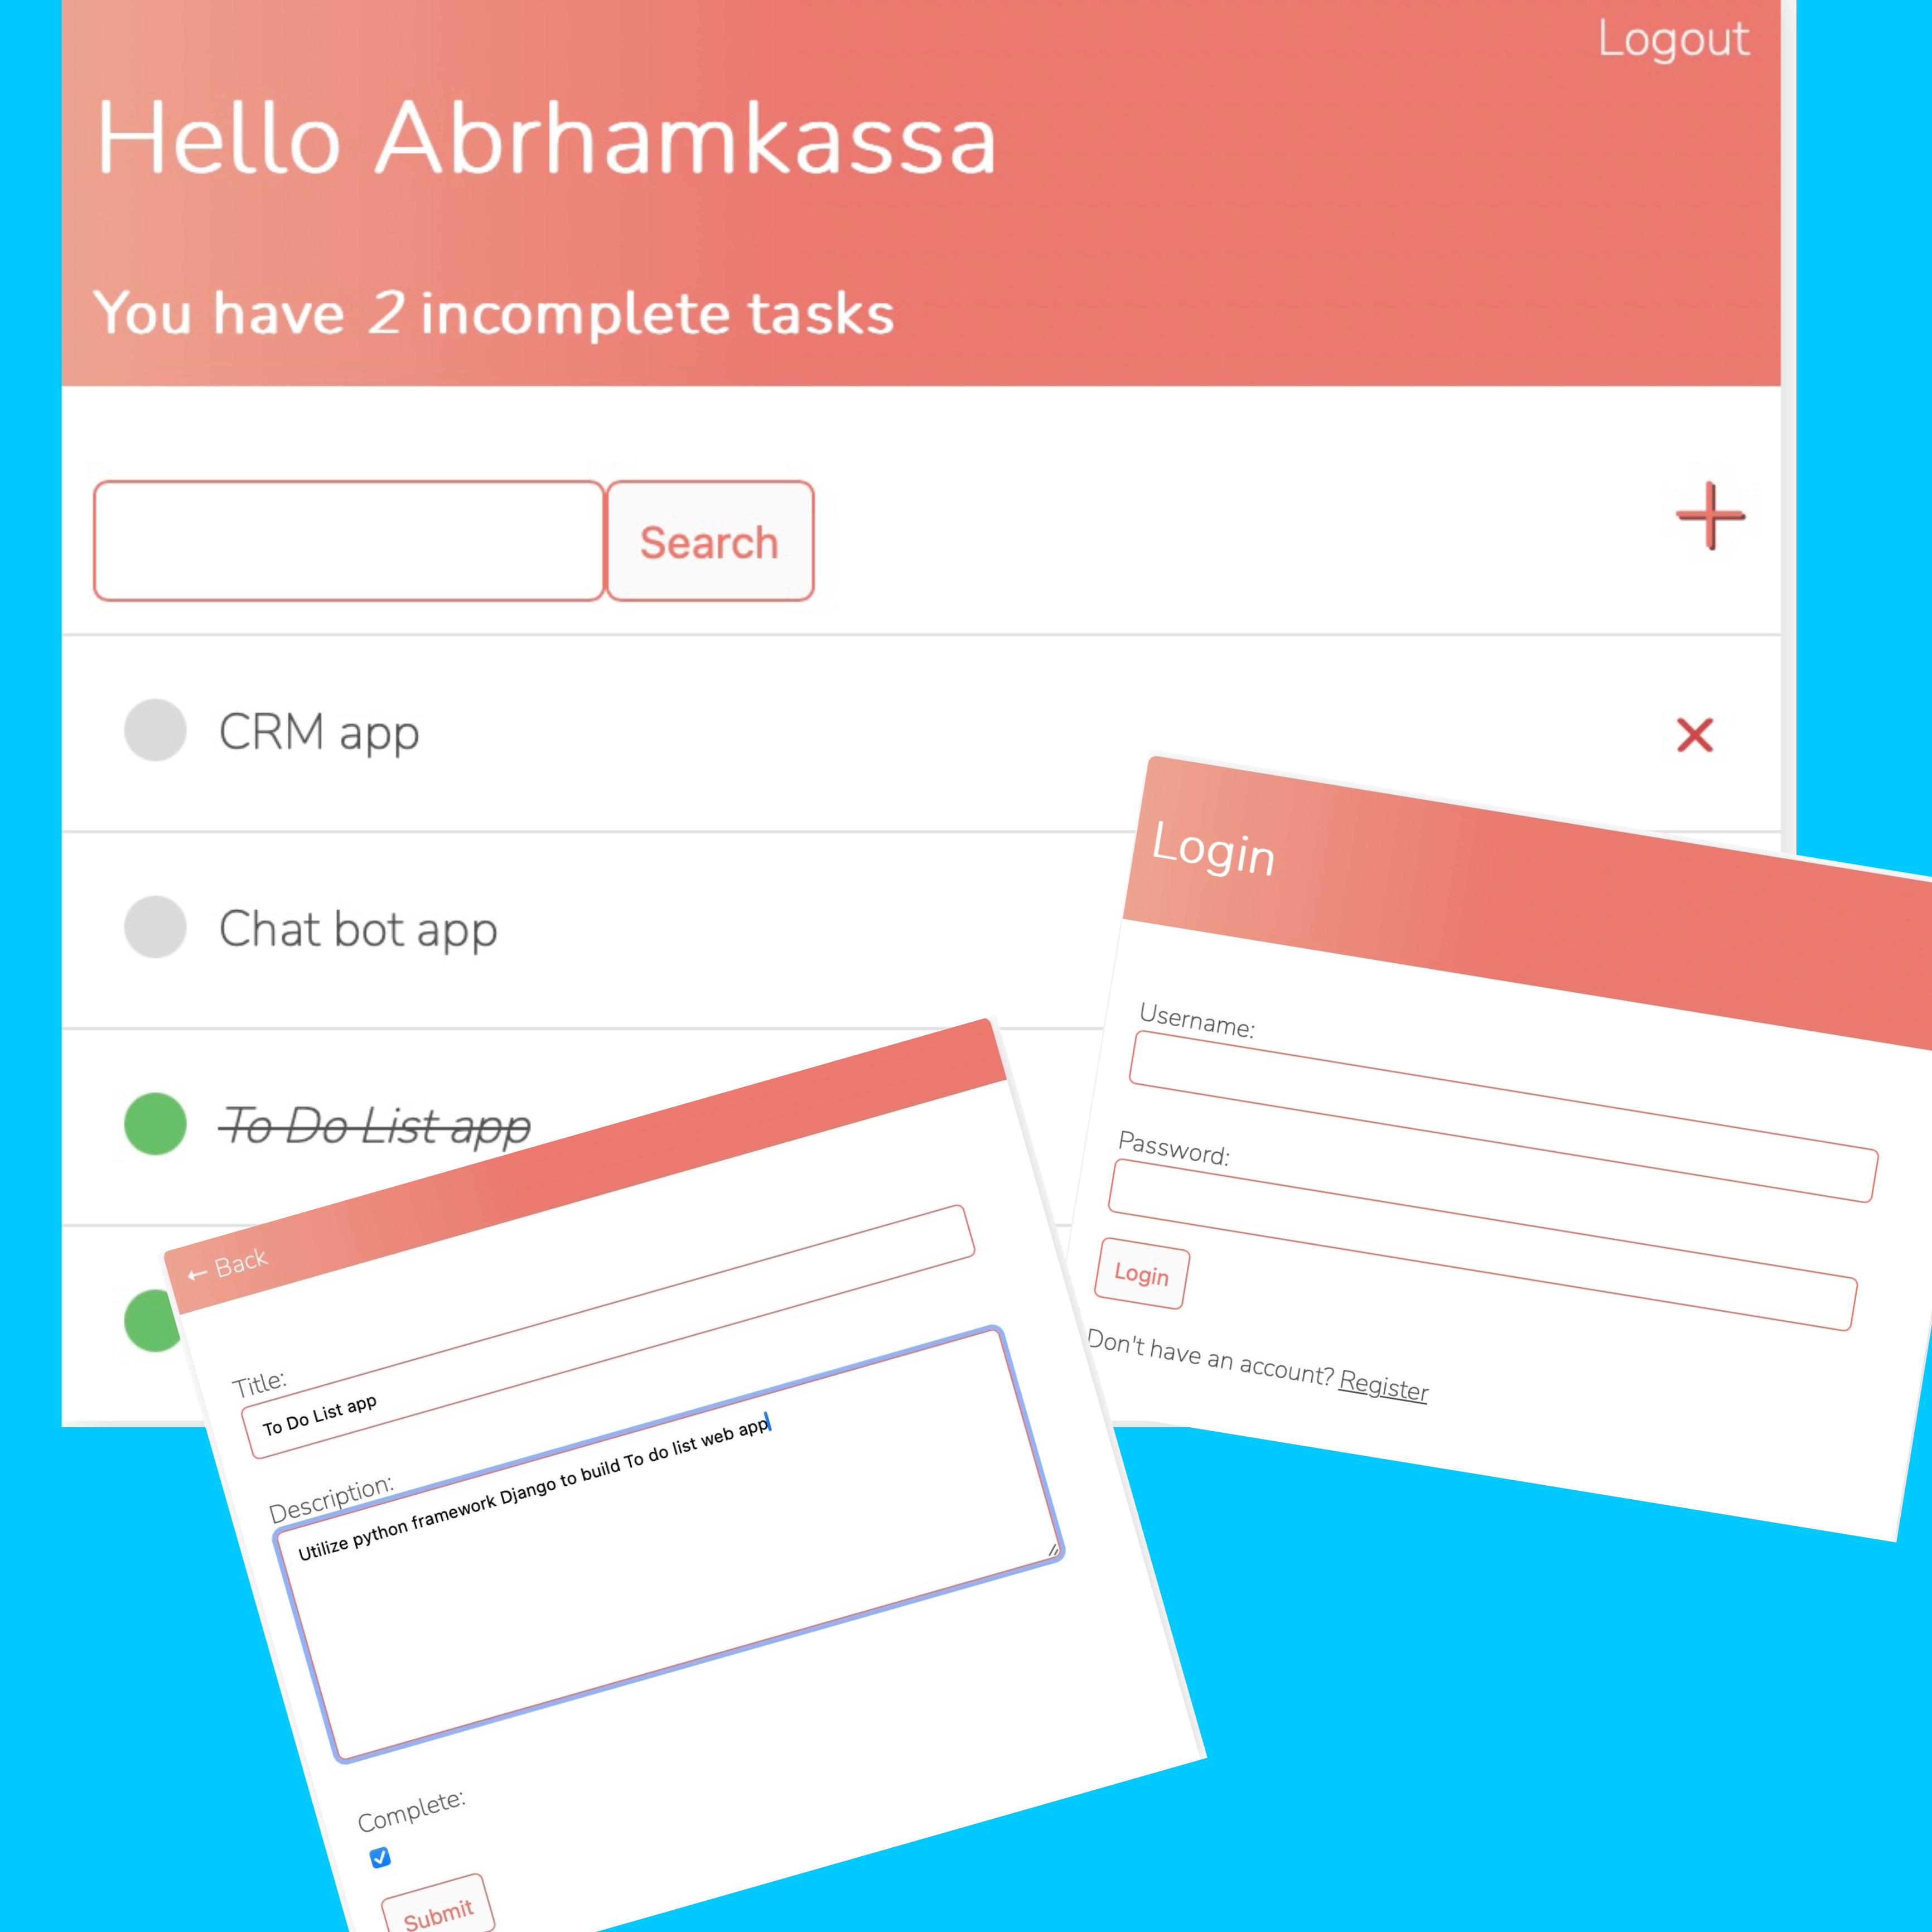 Logout
Hello Abrhamkassa
You have 2 incomplete tasks
Search
CRM app
Chat bot app
To Do List app
Login
Username:
Password:
Login
Don't have an account? Register
← Back
Title:
To Do List app
Description:
Utilize python framework Django to build To do list web app
Complete:
Submit